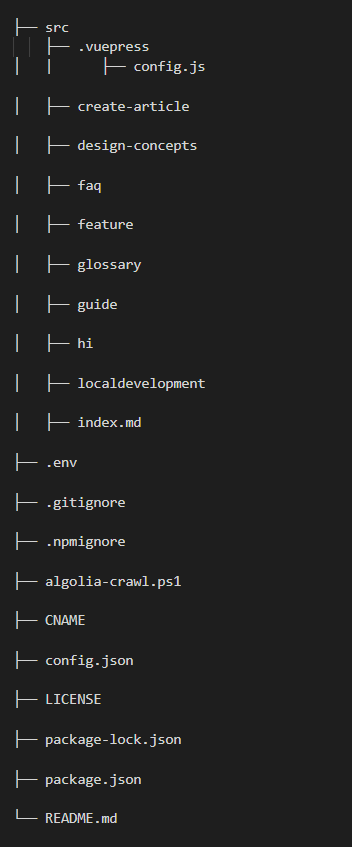 ├── src
│   ├── .vuepress
│   │      ├── config.js
│   ├── create-article
│   ├── design-concepts
│   ├── faq
│   ├── feature
│   ├── glossary
│   ├── guide
│   ├── hi
│   ├── localdevelopment
│   ├── index.md
├── .env
├── .gitignore
├── .npmignore
├── algolia-crawl.ps1
├── CNAME
├── config.json
├── LICENSE
├── package-lock.json
├── package.json
└── README.md